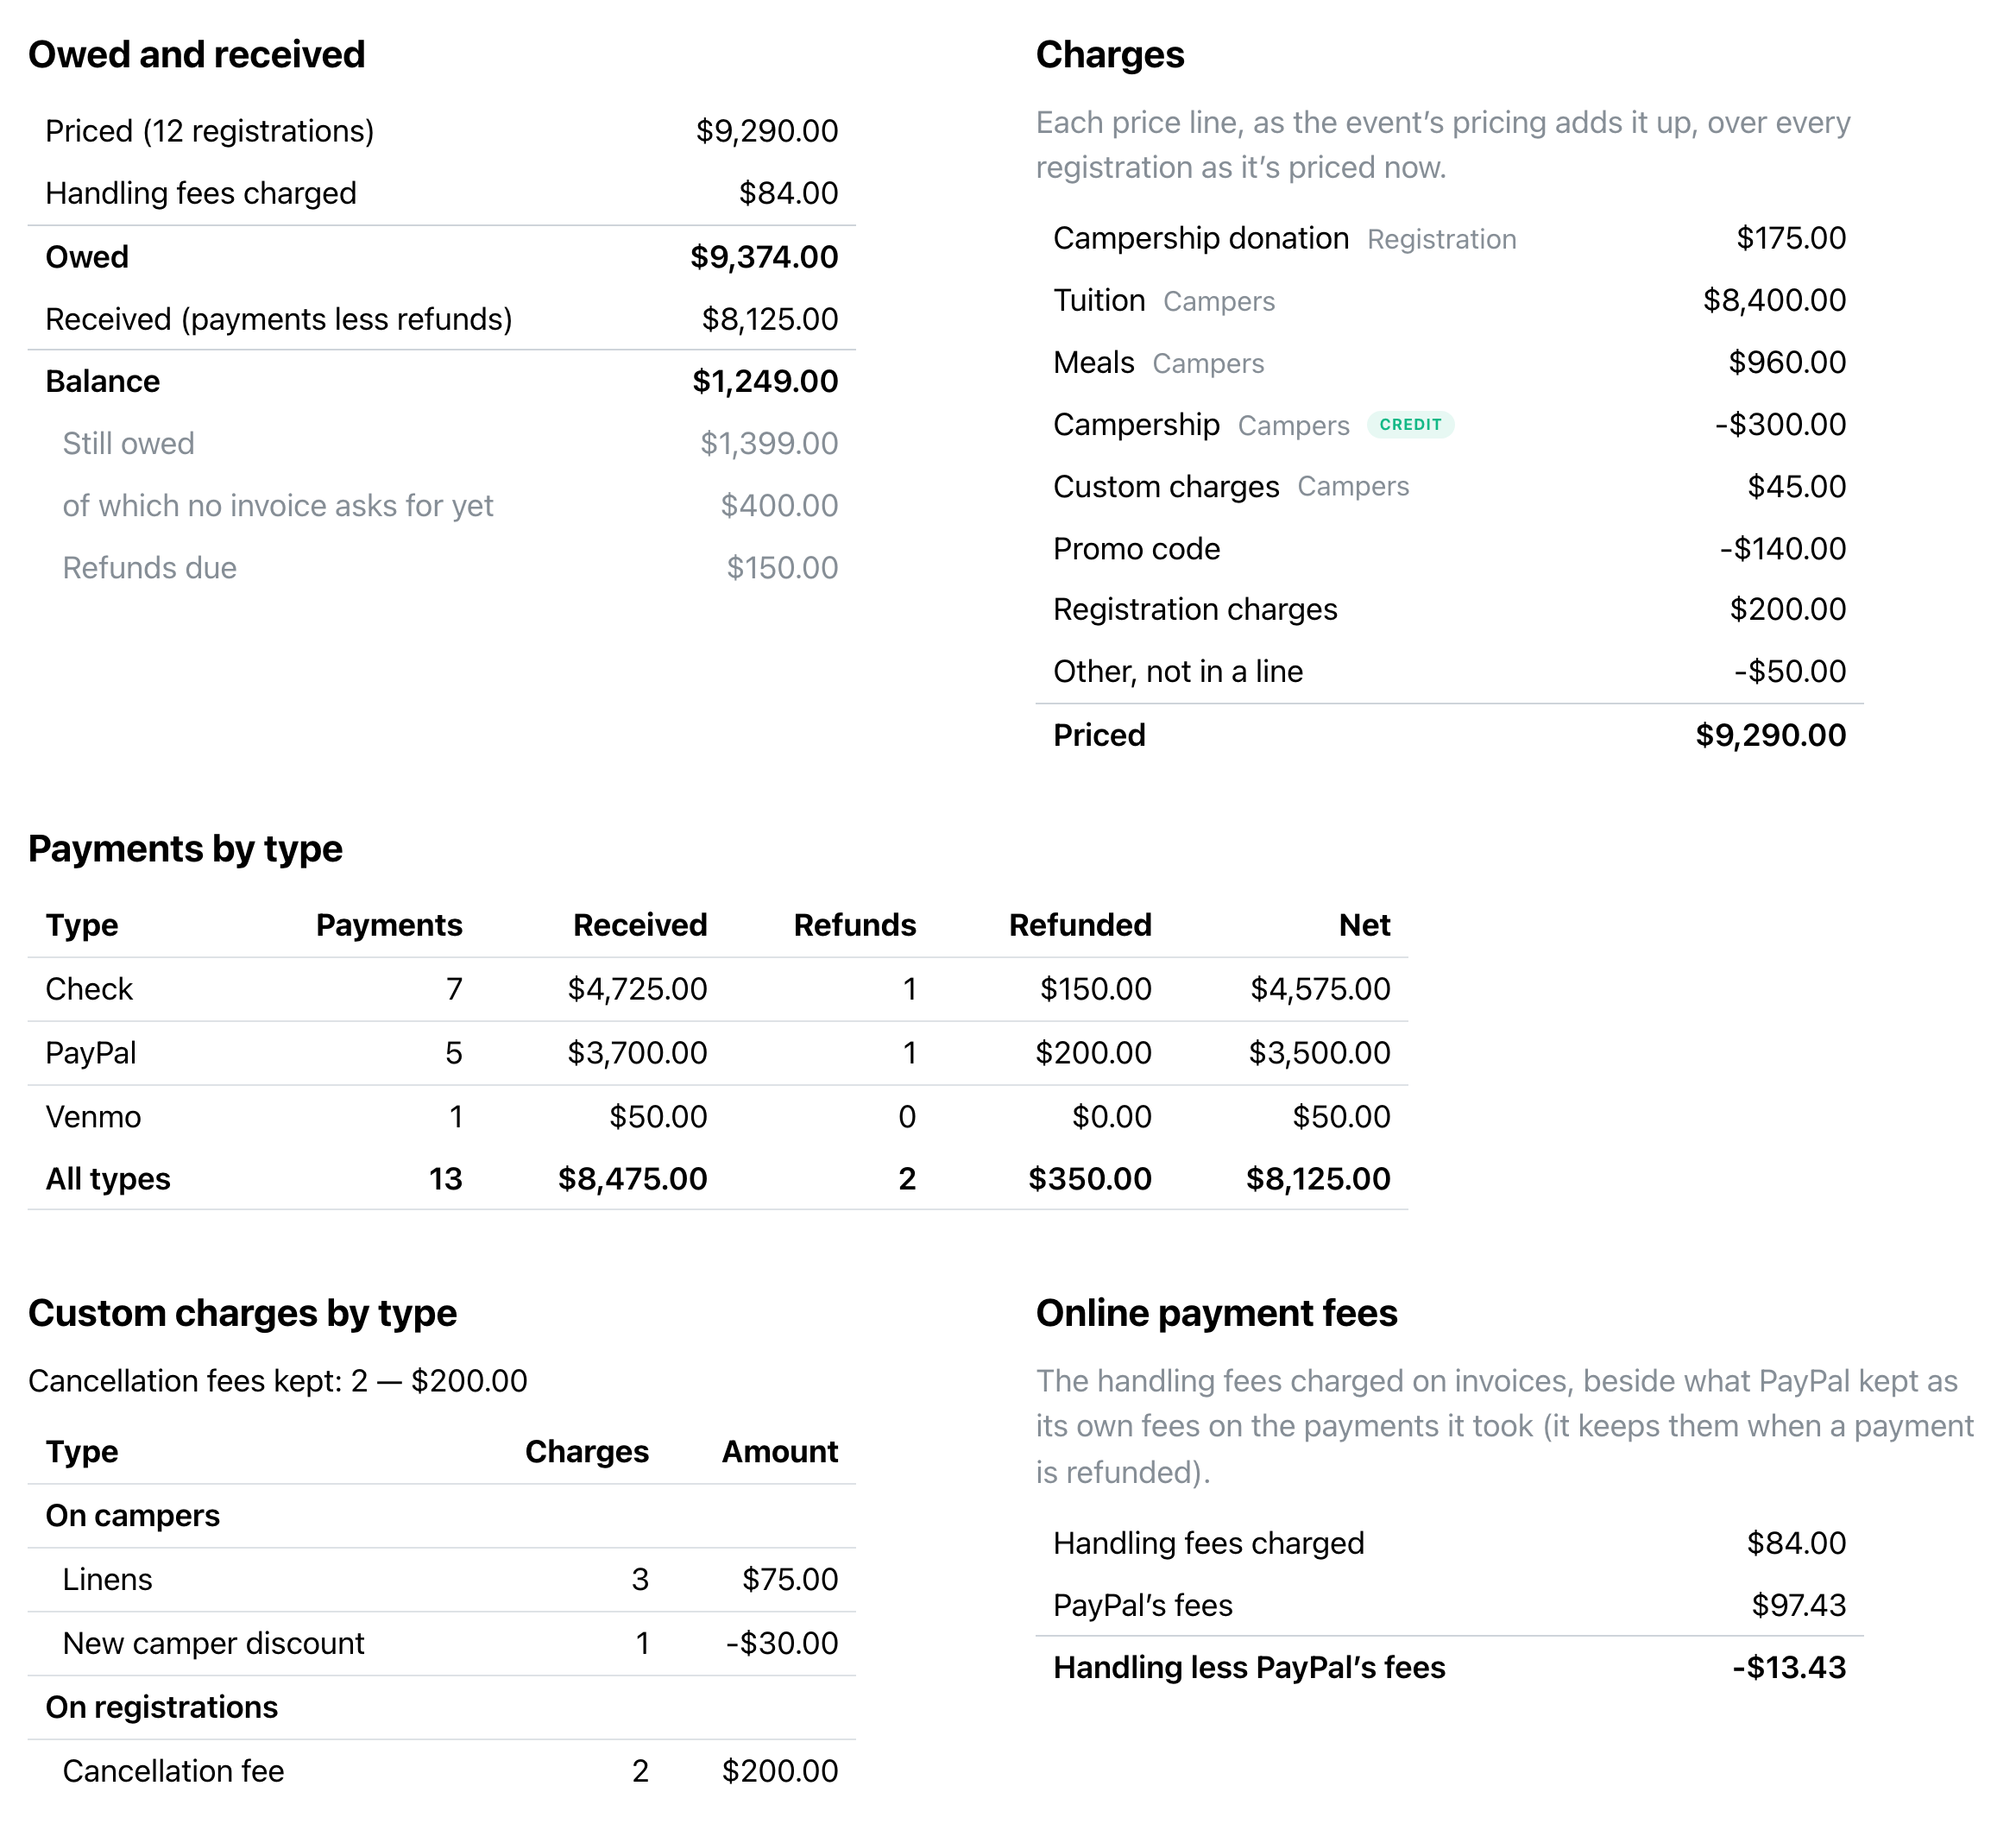 Owed and received
Priced (12 registrations) $9,290.00
Handling fees charged $84.00
Owed $9,374.00
Received (payments less refunds) $8,125.00
Balance $1,249.00
Still owed $1,399.00
of which no invoice asks for yet $400.00
Refunds due $150.00
Charges
Each price line, as the event’s pricing adds it up, over every
registration as it’s priced now.
Campership donation Registration $175.00
Tuition Campers $8,400.00
Meals Campers $960.00
Campership Campers CREDIT -$300.00
Custom charges Campers $45.00
Promo code -$140.00
Registration charges $200.00
Other, not in a line -$50.00
Priced $9,290.00
Payments by type
Type Payments Received Refunds Refunded Net
Check 7 $4,725.00 1 $150.00 $4,575.00
PayPal 5 $3,700.00 1 $200.00 $3,500.00
Venmo 1 $50.00 0 $0.00 $50.00
All types 13 $8,475.00 2 $350.00 $8,125.00
Custom charges by type
Cancellation fees kept: 2 — $200.00
Type Charges Amount
On campers
Linens 3 $75.00
New camper discount 1 -$30.00
On registrations
Cancellation fee 2 $200.00
Online payment fees
The handling fees charged on invoices, beside what PayPal kept as
its own fees on the payments it took (it keeps them when a payment
is refunded).
Handling fees charged $84.00
PayPal’s fees $97.43
Handling less PayPal’s fees -$13.43